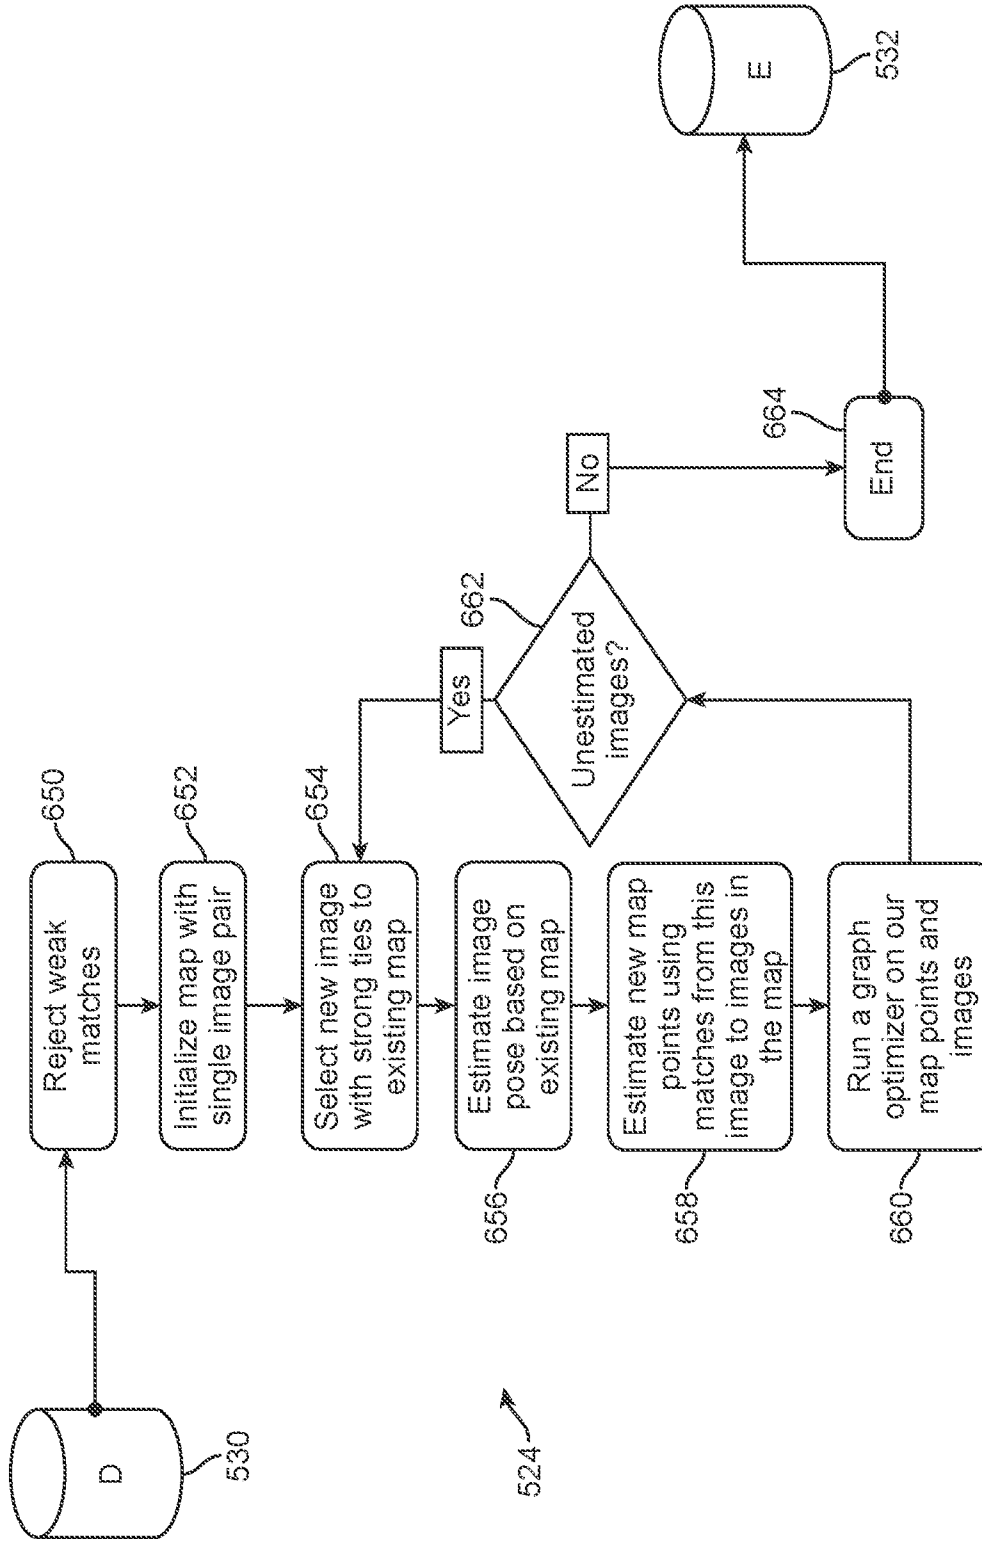 D
530
524
Reject weak
matches
650
Initialize map with
single image pair
652
Select new image
with strong ties to
existing map
654
Estimate image
pose based on
existing map
656
Estimate new map
points using
matches from this
image to images in
the map
658
Run a graph
optimizer on our
map points and
images
660
Unestimated
images?
662
Yes
No
End
664
E
532